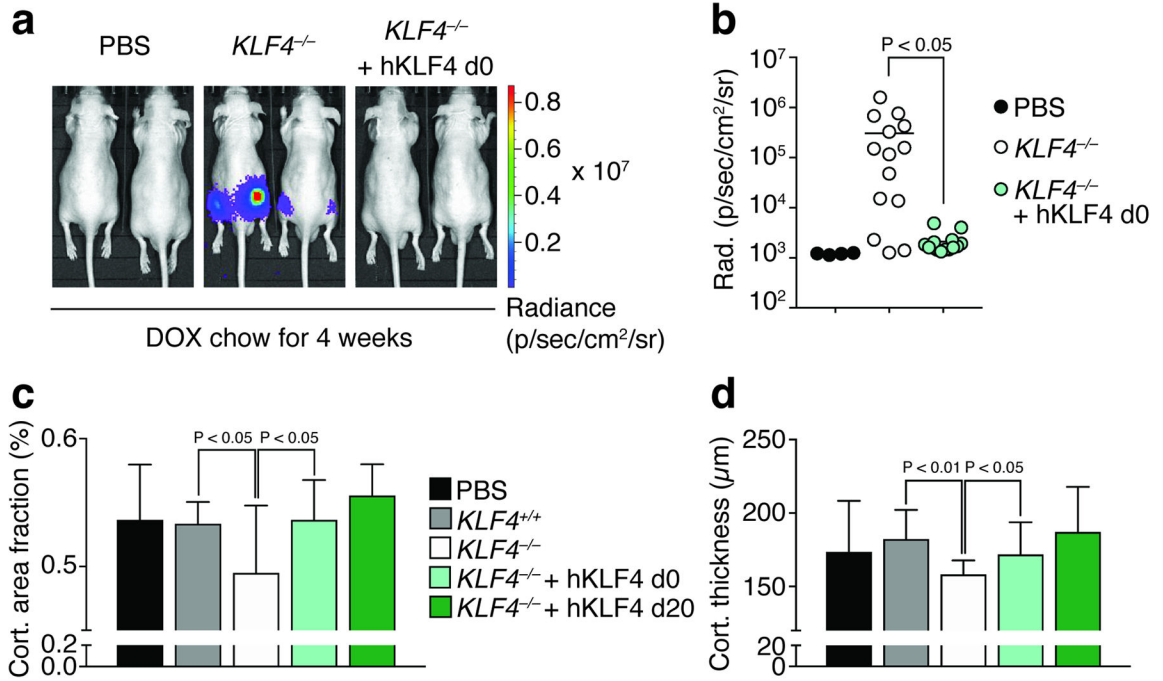 a
PBS
KLF4–/–
KLF4–/–
+ hKLF4 d0
0.8
0.6
0.4
0.2
x 10⁷
Radiance
(p/sec/cm²/sr)
DOX chow for 4 weeks
b
P < 0.05
Rad. (p/sec/cm²/sr)
10⁷
10⁶
10⁵
10⁴
10³
10²
PBS
KLF4–/–
KLF4–/–
+ hKLF4 d0
c
Cort. area fraction (%)
0.6
0.5
0.2
0.0
P < 0.05 P < 0.05
PBS
KLF4+/+
KLF4–/–
KLF4–/– + hKLF4 d0
KLF4–/– + hKLF4 d20
d
Cort. thickness (µm)
250
200
150
20
0
P < 0.01 P < 0.05